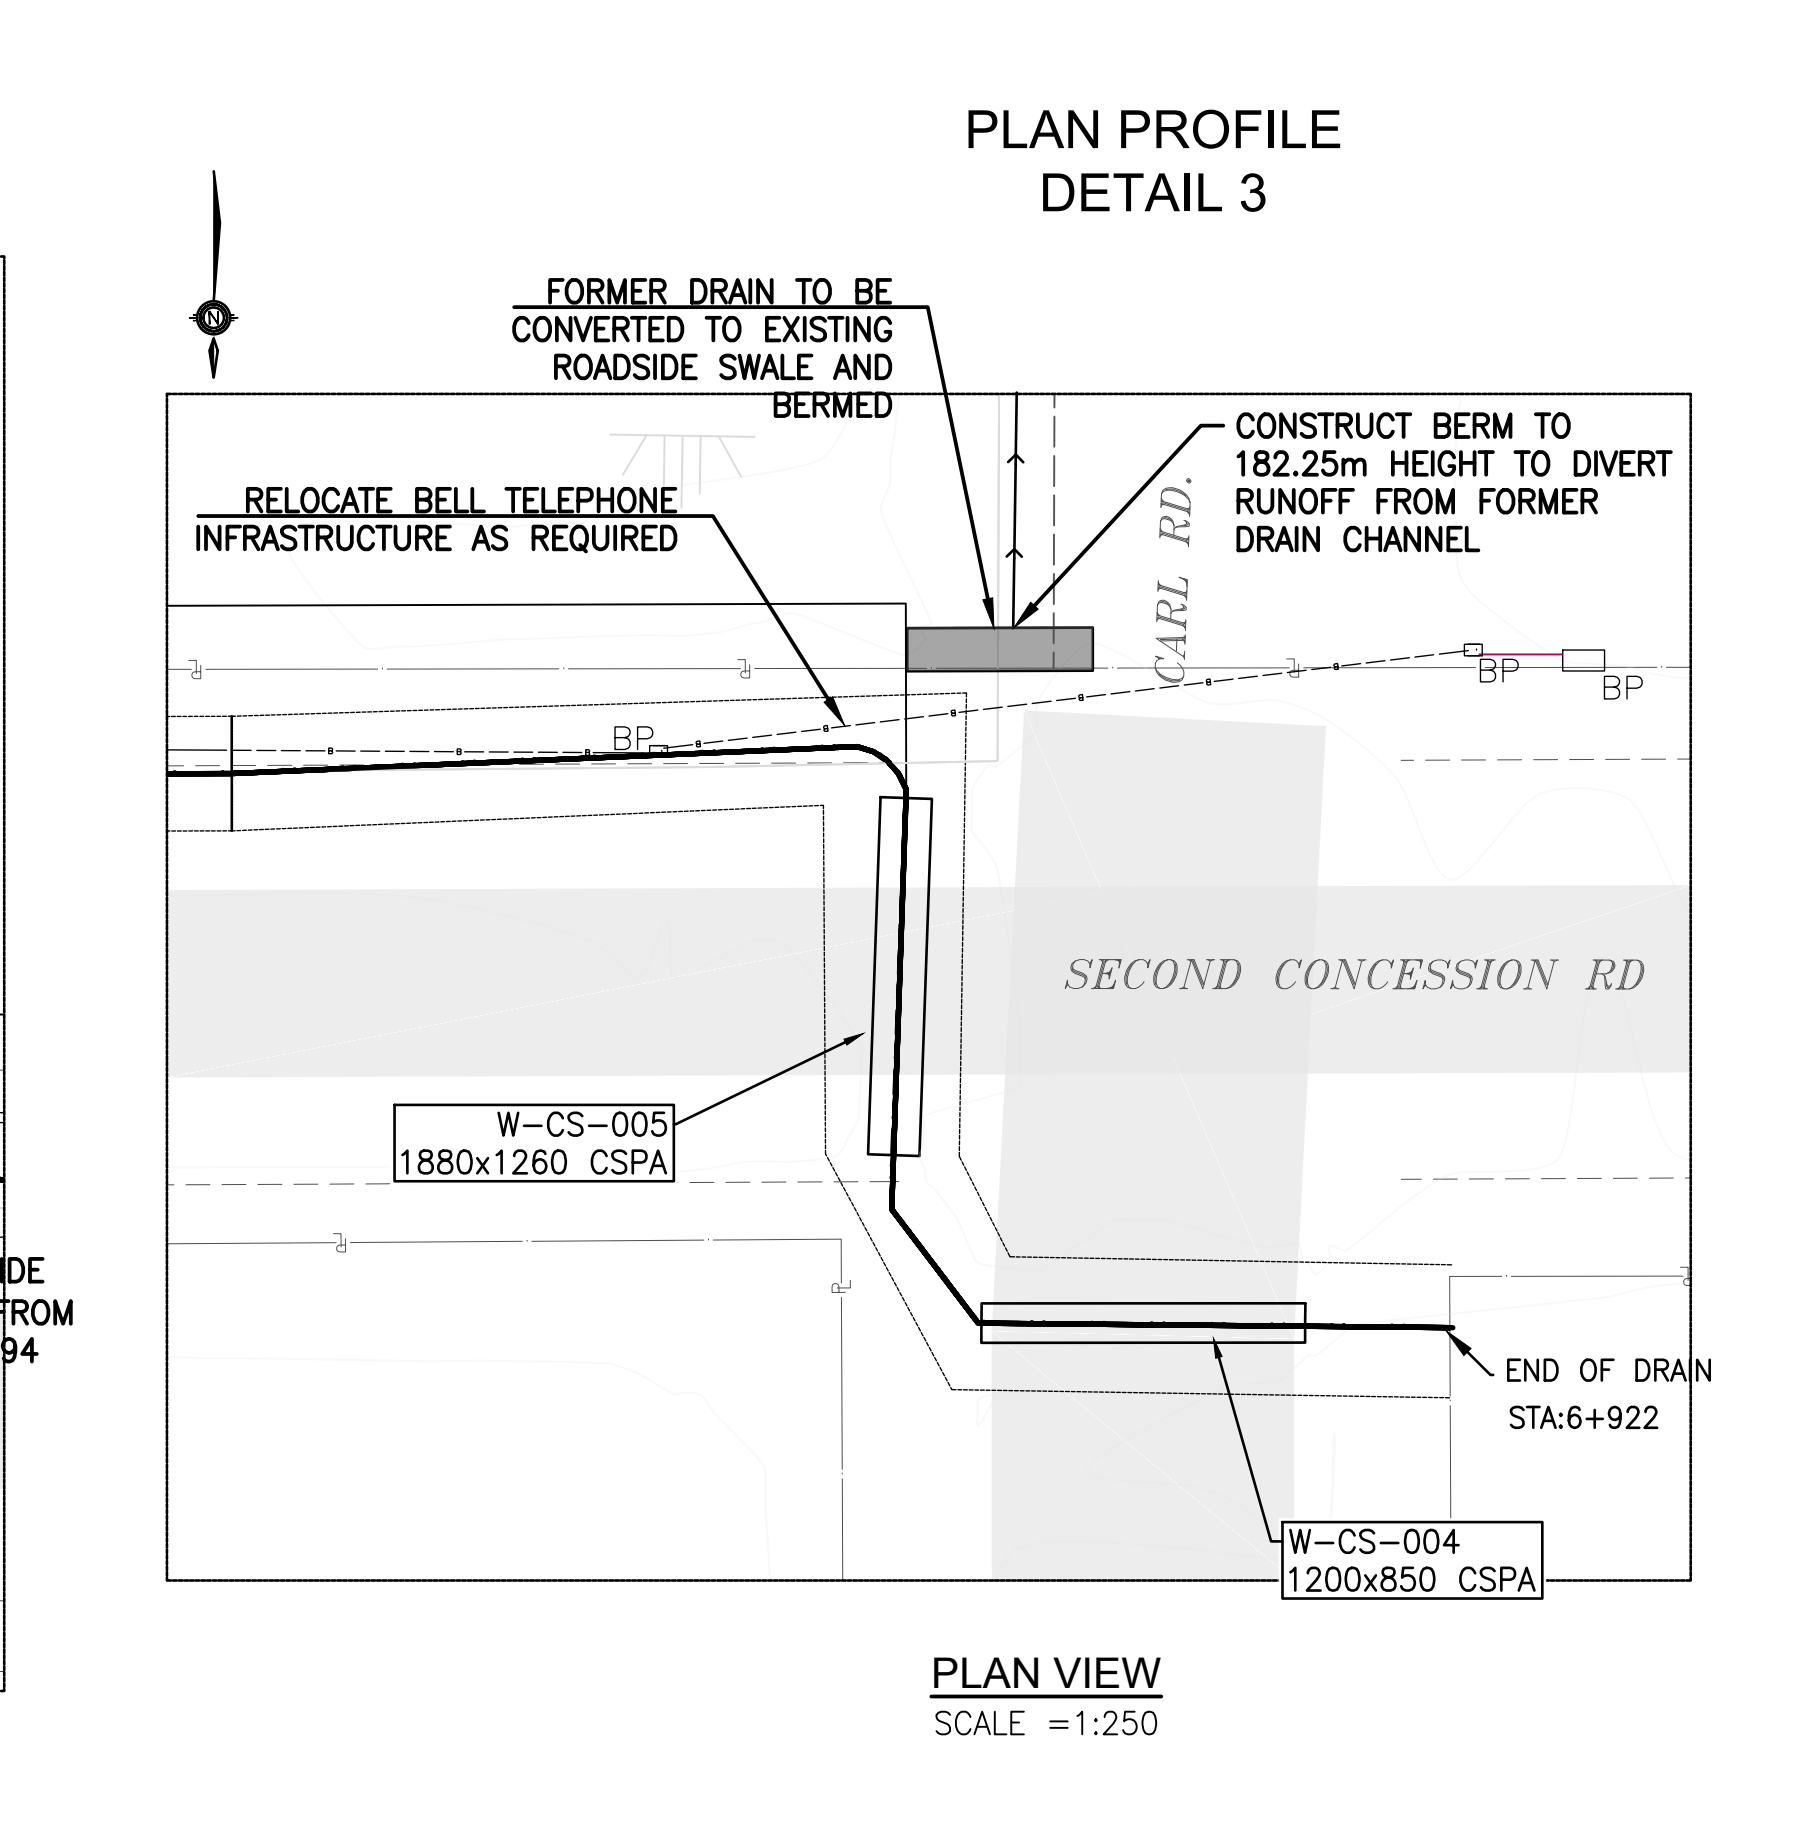 PLAN PROFILE
DETAIL 3
N
FORMER DRAIN TO BE
CONVERTED TO EXISTING
ROADSIDE SWALE AND
BERMED
CONSTRUCT BERM TO
182.25m HEIGHT TO DIVERT
RUNOFF FROM FORMER
DRAIN CHANNEL
RELOCATE BELL TELEPHONE
INFRASTRUCTURE AS REQUIRED
CARL RD.
BP
BP
BP
B B B B B B B B B
SECOND CONCESSION RD
W-CS-005
1880x1260 CSPA
IDE
FROM
94
END OF DRAIN
STA:6+922
W-CS-004
1200x850 CSPA
PLAN VIEW
SCALE =1:250